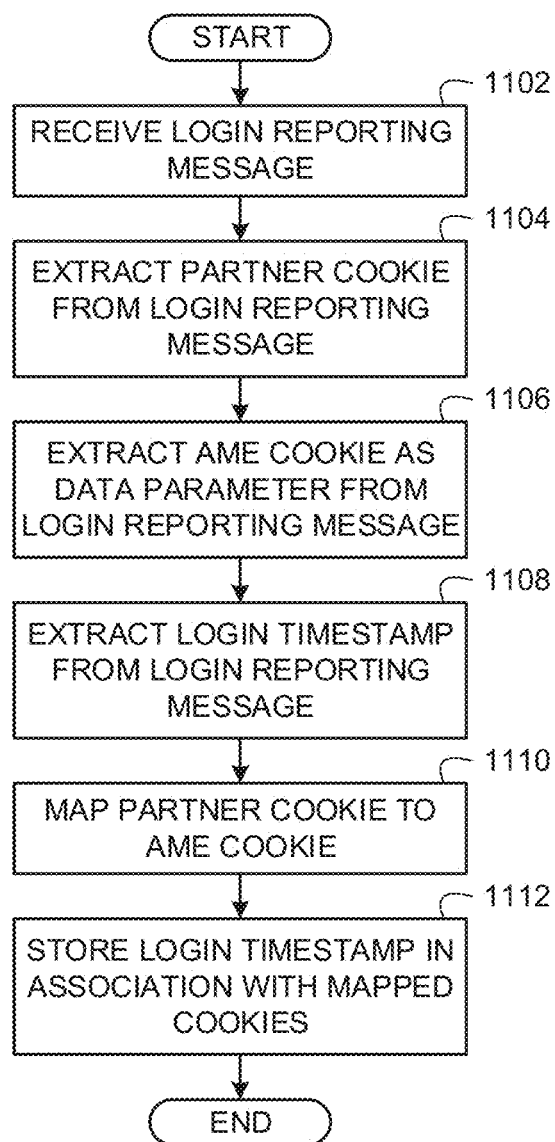 START
1102
RECEIVE LOGIN REPORTING
MESSAGE
1104
EXTRACT PARTNER COOKIE
FROM LOGIN REPORTING
MESSAGE
1106
EXTRACT AME COOKIE AS
DATA PARAMETER FROM
LOGIN REPORTING MESSAGE
1108
EXTRACT LOGIN TIMESTAMP
FROM LOGIN REPORTING
MESSAGE
1110
MAP PARTNER COOKIE TO
AME COOKIE
1112
STORE LOGIN TIMESTAMP IN
ASSOCIATION WITH MAPPED
COOKIES
END